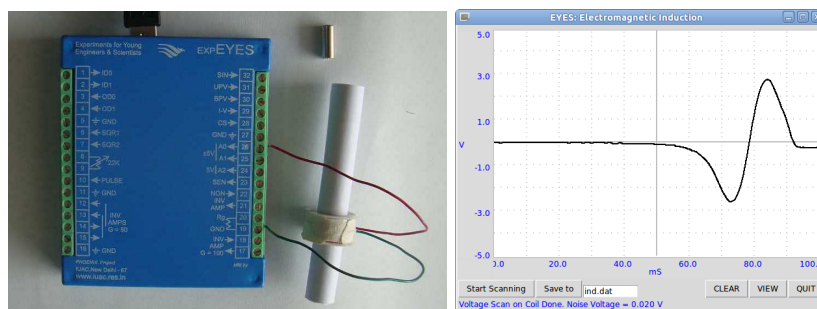 Experiments for Young
Engineers & Scientists
EXPEYES
1 ID0
2 ID1
3 OD0
4 OD1
5 GND
6 SQR1
7 SQR2
8
9
22K
10 PULSE
11 GND
12
13
14
15
INV
AMPS
G = 50
16 GND
PHOENIX Project
IUAC, New Delhi - 67
www.iuac.res.in
SIN 32
UPV 31
BPV 30
I-V 29
CS 28
GND 27
A0 26
±5V
A1 25
5V A2 24
SEN 23
NON 22
INV
AMP 21
Rg 20
GND 19
INV 18
AMP
G = 100 17
EYES: Electromagnetic Induction
5.0
3.0
1.0
V
-1.0
-3.0
-5.0
.0 20.0 40.0 60.0 80.0 100.
mS
Start Scanning Save to ind.dat CLEAR VIEW QUIT
Voltage Scan on Coil Done. Noise Voltage = 0.020 V